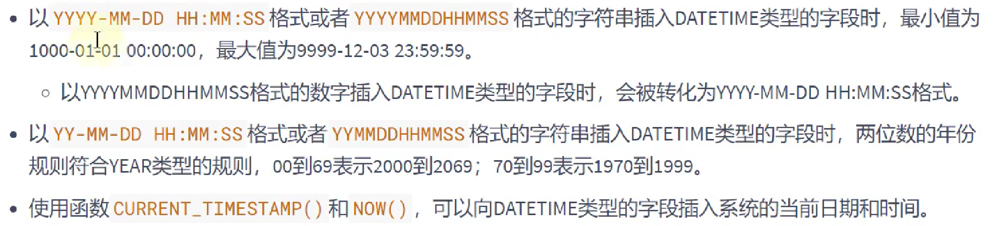 以 YYYY-MM-DD HH:MM:SS 格式或者 YYYYMMDDHHMMSS 格式的字符串插入DATETIME类型的字段时，最小值为
1000-01-01 00:00:00，最大值为9999-12-03 23:59:59。
以YYYYMMDDHHMMSS格式的数字插入DATETIME类型的字段时，会被转化为YYYY-MM-DD HH:MM:SS格式。
以 YY-MM-DD HH:MM:SS 格式或者 YYMMDDHHMMSS 格式的字符串插入DATETIME类型的字段时，两位数的年份
规则符合YEAR类型的规则，00到69表示2000到2069；70到99表示1970到1999。
使用函数 CURRENT_TIMESTAMP() 和 NOW() ，可以向DATETIME类型的字段插入系统的当前日期和时间。